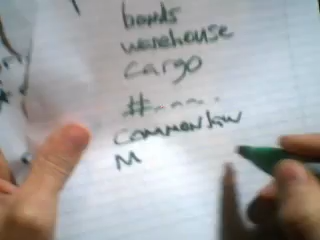 bonds
warehouse
cargo
#----.
common law
M